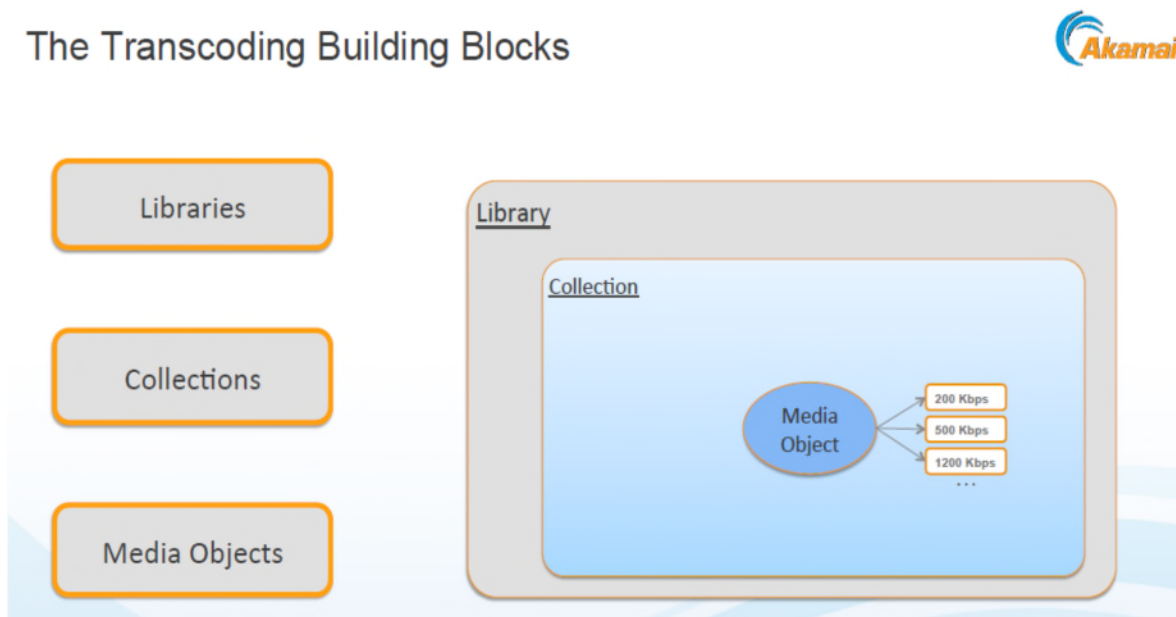 The Transcoding Building Blocks
Akamai
Libraries
Collections
Media Objects
Library
Collection
Media
Object
200 Kbps
500 Kbps
1200 Kbps
...